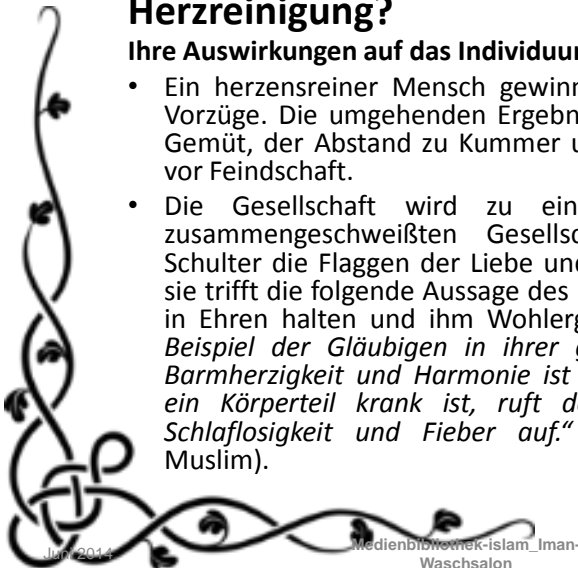 Herzreinigung?
Ihre Auswirkungen auf das Individuum
• Ein herzensreiner Mensch gewinn
Vorzüge. Die umgehenden Ergebn
Gemüt, der Abstand zu Kummer u
vor Feindschaft.
• Die Gesellschaft wird zu ein
zusammengeschweißten Gesellsc
Schulter die Flaggen der Liebe und
sie trifft die folgende Aussage des
in Ehren halten und ihm Wohlerg
Beispiel der Gläubigen in ihrer g
Barmherzigkeit und Harmonie ist
ein Körperteil krank ist, ruft d
Schlaflosigkeit und Fieber auf.“
Muslim).
Juni 2014
Medienbibliothek-islam_Iman-
Waschsalon